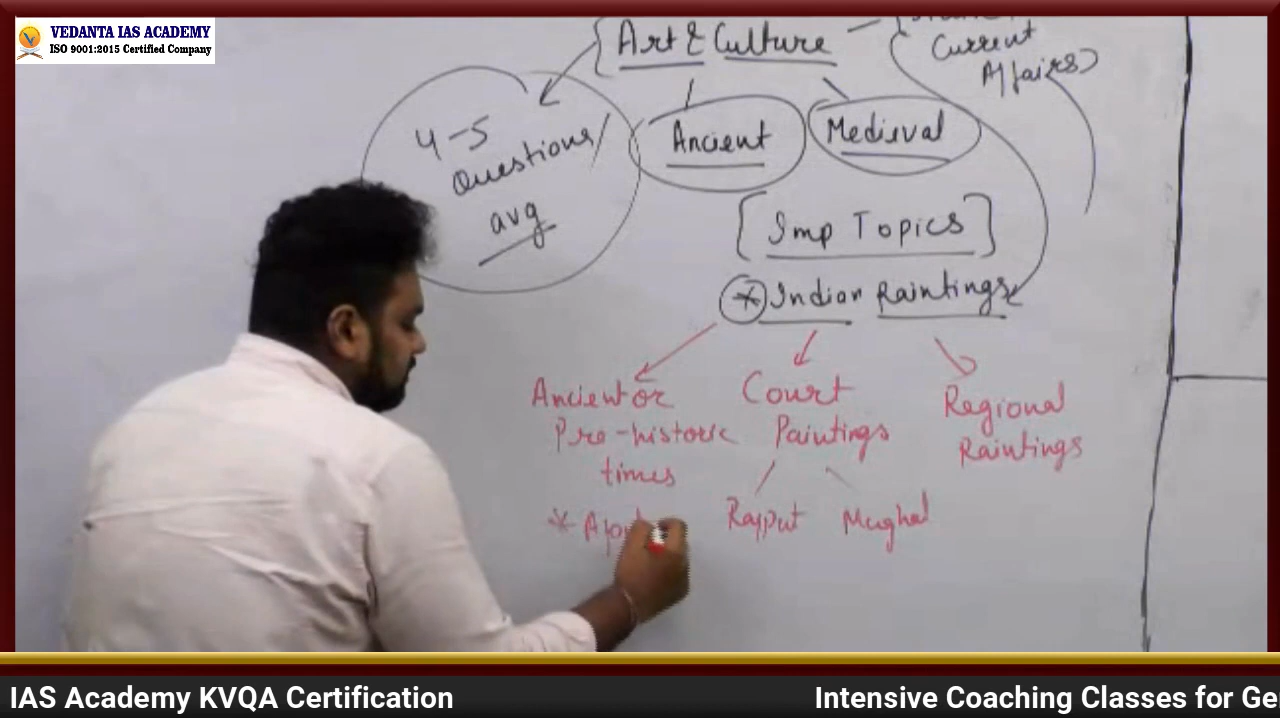 VEDANTA IAS ACADEMY
ISO 9001:2015 Certified Company
Art & Culture
Current
Affairs)
4-5
Questions/
avg
Ancient
Medieval
[Imp Topics]
* Indian Paintings
Ancient or
Pre-historic
times
Court
Paintings
Regional
Paintings
* Ajant
Rajput
Mughal
IAS Academy KVQA Certification
Intensive Coaching Classes for Ge